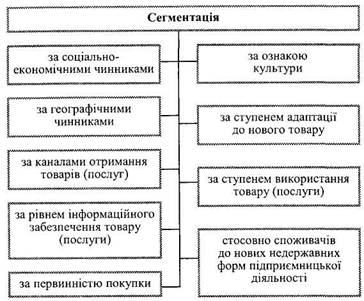 Сегментація
за соціально-
економічними чинниками
за ознакою
культури
за географічними
чинниками
за ступенем адаптації
до нового товару
за каналами отримання
товарів (послуг)
за ступенем використання
товару (послуги)
за рівнем інформаційного
забезпечення товару
(послуги)
стосовно споживачів
до нових недержавних
форм підприємницької
діяльності
за первинністю покупки